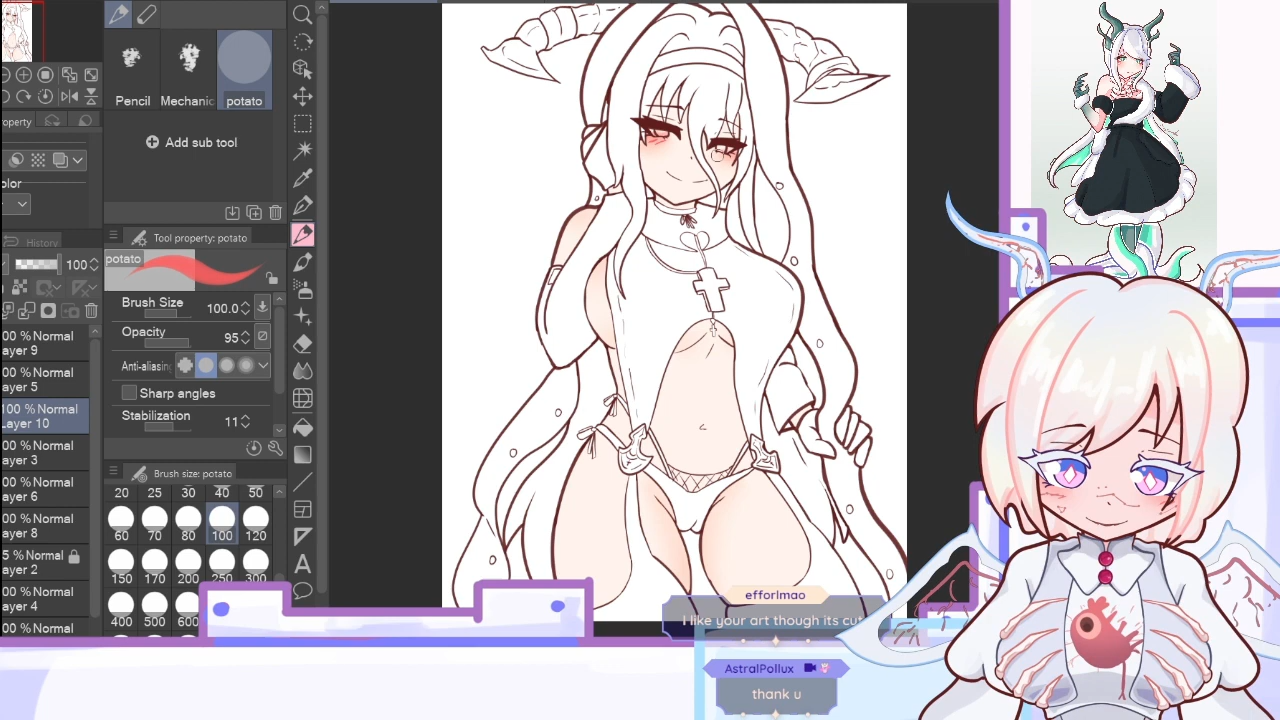 Pencil
Mechanic
potato
Add sub tool
roperty
olor
History
100
Tool property: potato
potato
Brush Size
100.0
Opacity
95
Anti-aliasing
Sharp angles
Stabilization
11
Brush size: potato
20 25 30 40 50
60 70 80 100 120
150 170 200 250 300
400 500 600
00 % Normal
ayer 9
00 % Normal
ayer 5
100 % Normal
Layer 10
00 % Normal
ayer 3
00 % Normal
ayer 6
00 % Normal
ayer 8
5 % Normal
ayer 2
00 % Normal
ayer 4
00 % Normal
efforlmao
I like your art though its cut
AstralPollux
thank u